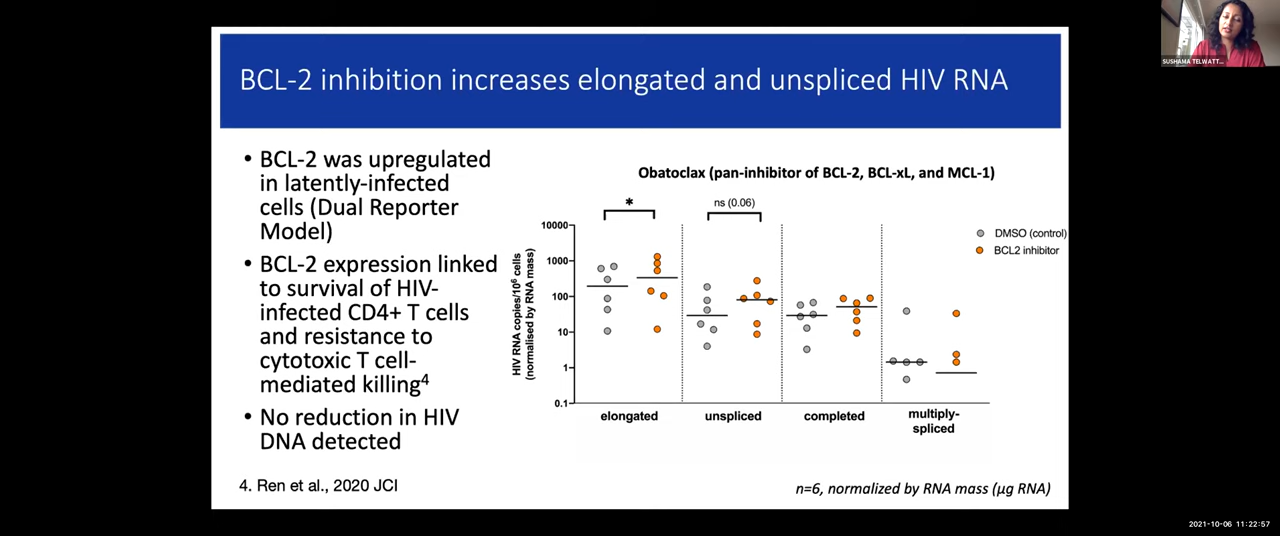 SUSHAMA TELWATT...
BCL-2 inhibition increases elongated and unspliced HIV RNA
• BCL-2 was upregulated
in latently-infected
cells (Dual Reporter
Model)
• BCL-2 expression linked
to survival of HIV-
infected CD4+ T cells
and resistance to
cytotoxic T cell-
mediated killing⁴
• No reduction in HIV
DNA detected
4. Ren et al., 2020 JCI
Obatoclax (pan-inhibitor of BCL-2, BCL-xL, and MCL-1)
*
ns (0.06)
DMSO (control)
BCL2 inhibitor
HIV RNA copies/10⁶ cells
(normalised by RNA mass)
10000
1000
100
10
1
0.1
elongated
unspliced
completed
multiply-
spliced
n=6, normalized by RNA mass (µg RNA)
2021-10-06 11:22:57